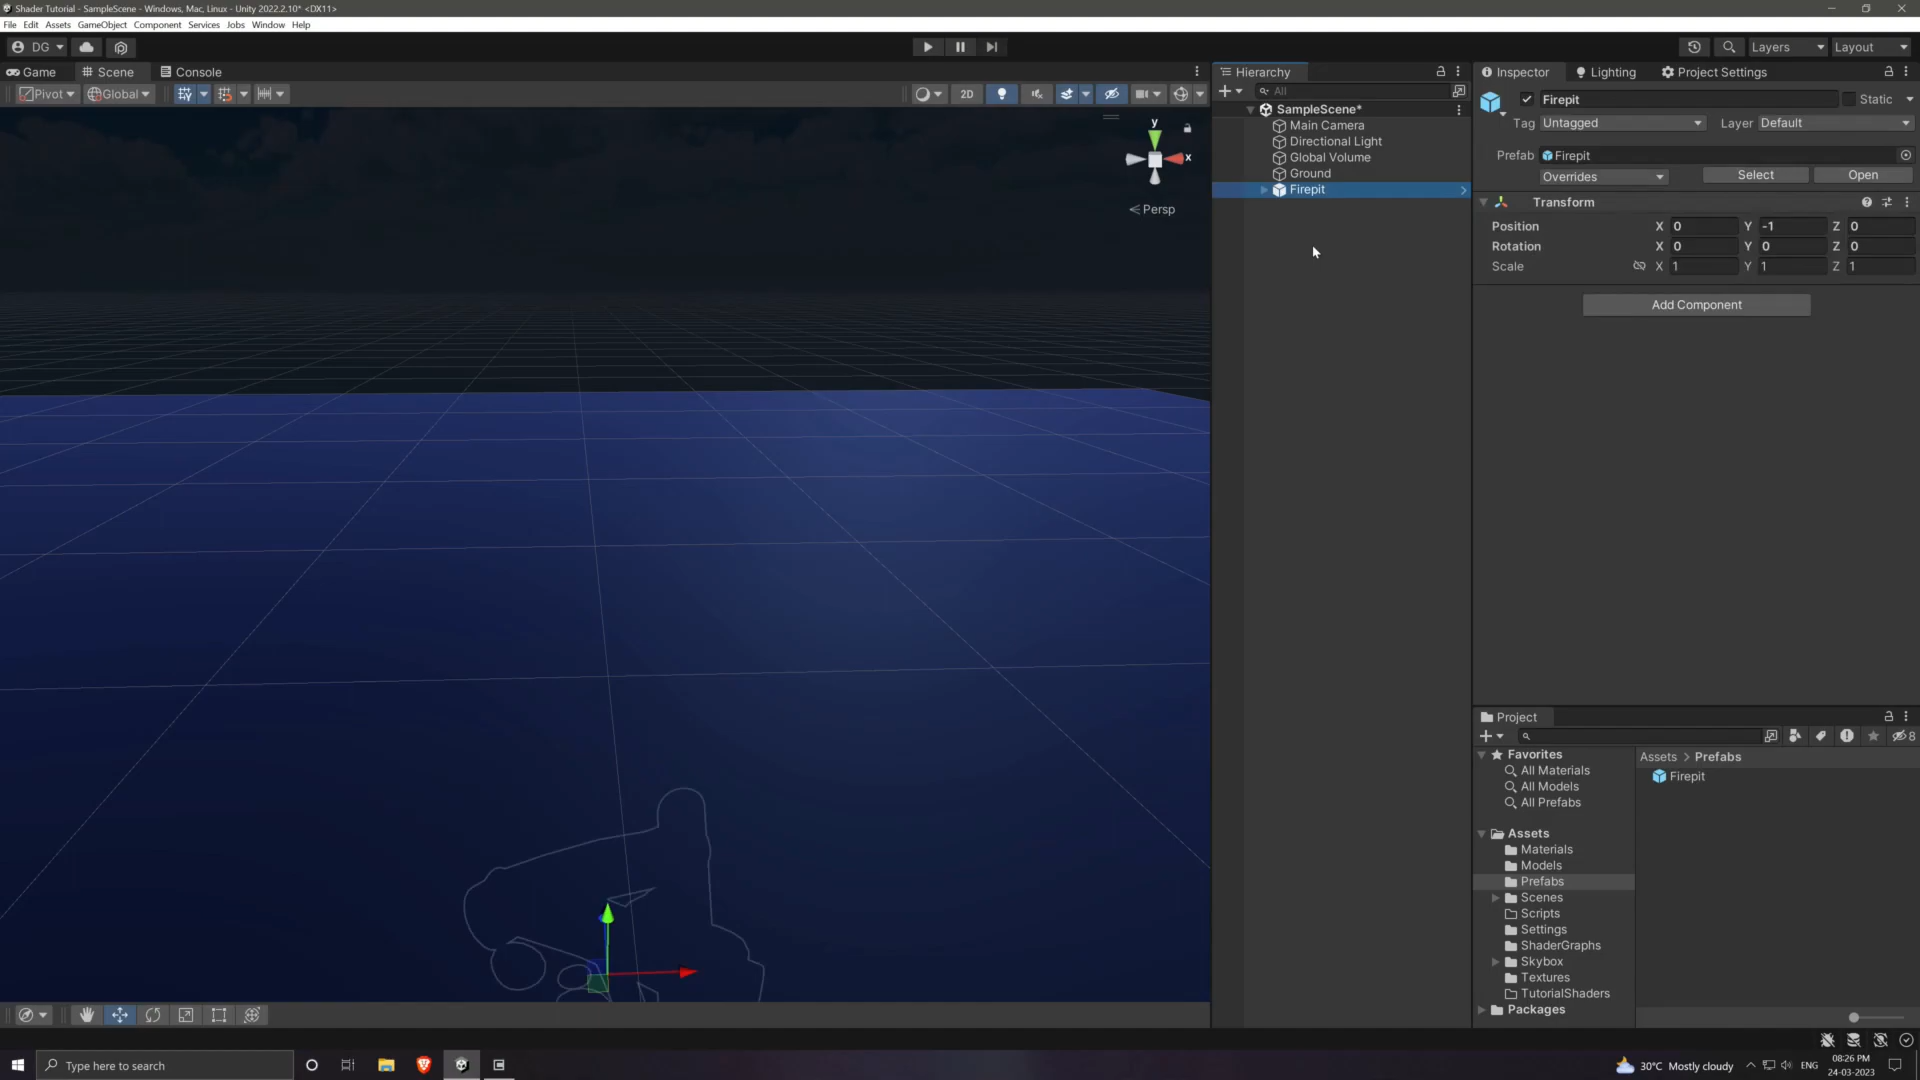 Shader Tutorial - SampleScene - Windows, Mac, Linux - Unity 2022.2.10* <DX11>
File Edit Assets GameObject Component Services Jobs Window Help
DG
Layers Layout
Game Scene Console
Pivot Global
2D
y
x
Persp
Hierarchy
All
SampleScene*
Main Camera
Directional Light
Global Volume
Ground
Firepit
Inspector Lighting Project Settings
Firepit Static
Tag Untagged Layer Default
Prefab Firepit
Overrides Select Open
Transform
Position X 0 Y -1 Z 0
Rotation X 0 Y 0 Z 0
Scale X 1 Y 1 Z 1
Add Component
Project
8
Favorites
All Materials
All Models
All Prefabs
Assets
Materials
Models
Prefabs
Scenes
Scripts
Settings
ShaderGraphs
Skybox
Textures
TutorialShaders
Packages
Assets > Prefabs
Firepit
Type here to search
30°C Mostly cloudy
ENG
08:26 PM
24-03-2023